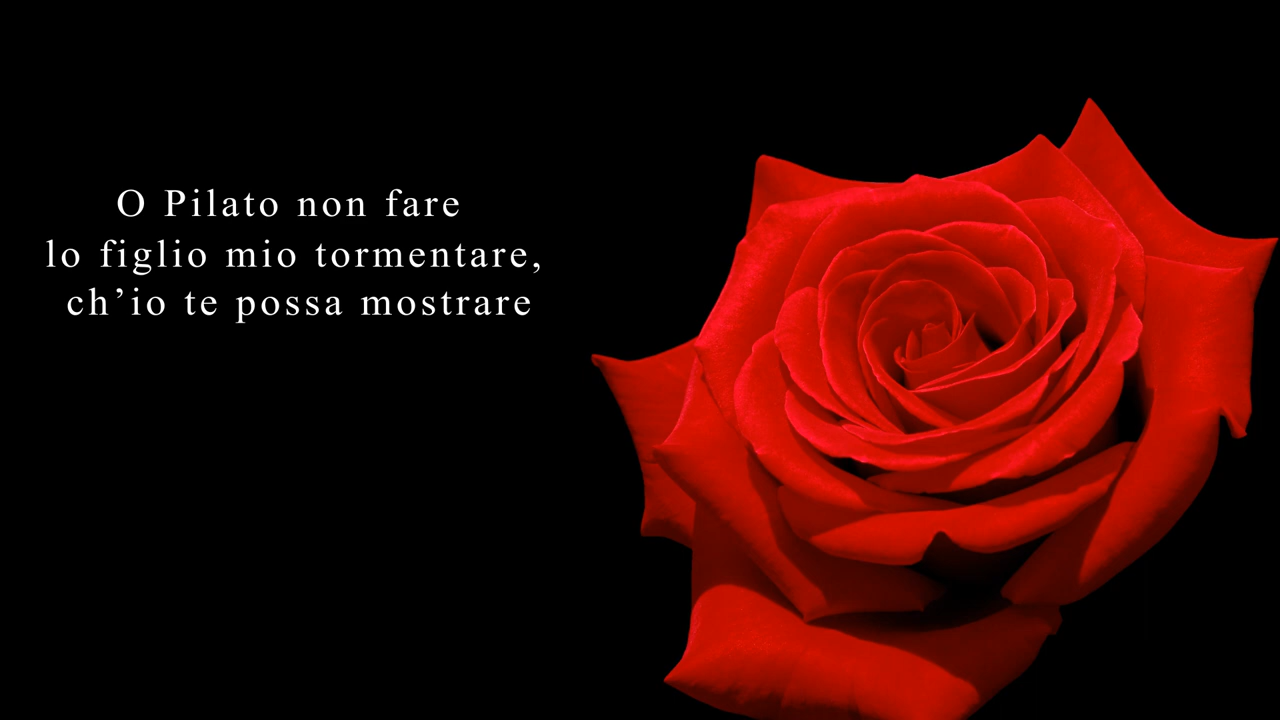 O Pilato non fare
lo figlio mio tormentare,
ch’io te possa mostrare